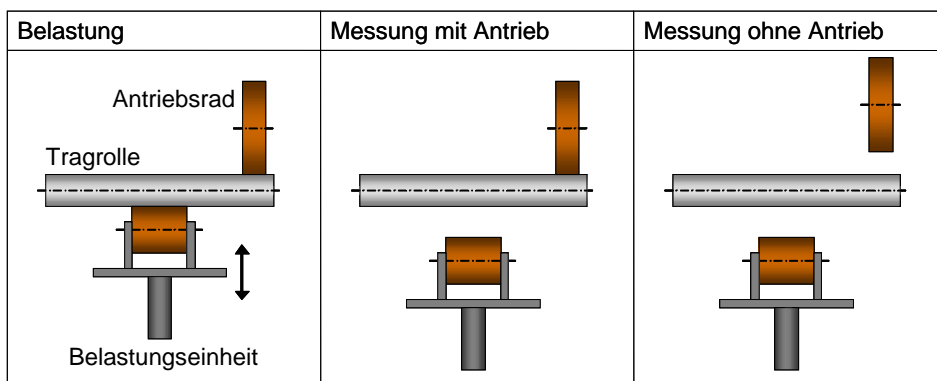 Belastung
Messung mit Antrieb
Messung ohne Antrieb
Antriebsrad
Tragrolle
Belastungseinheit